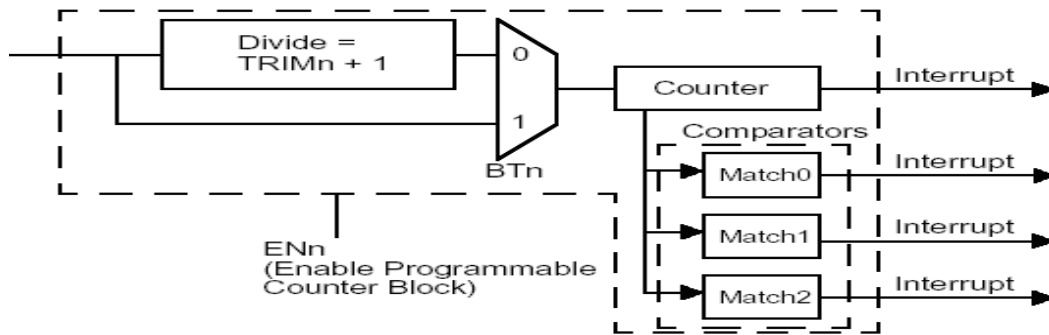 Divide =
TRIMn + 1
0
1
BTn
Counter
Interrupt
Comparators
Match0
Interrupt
Match1
Interrupt
Match2
Interrupt
ENn
(Enable Programmable
Counter Block)